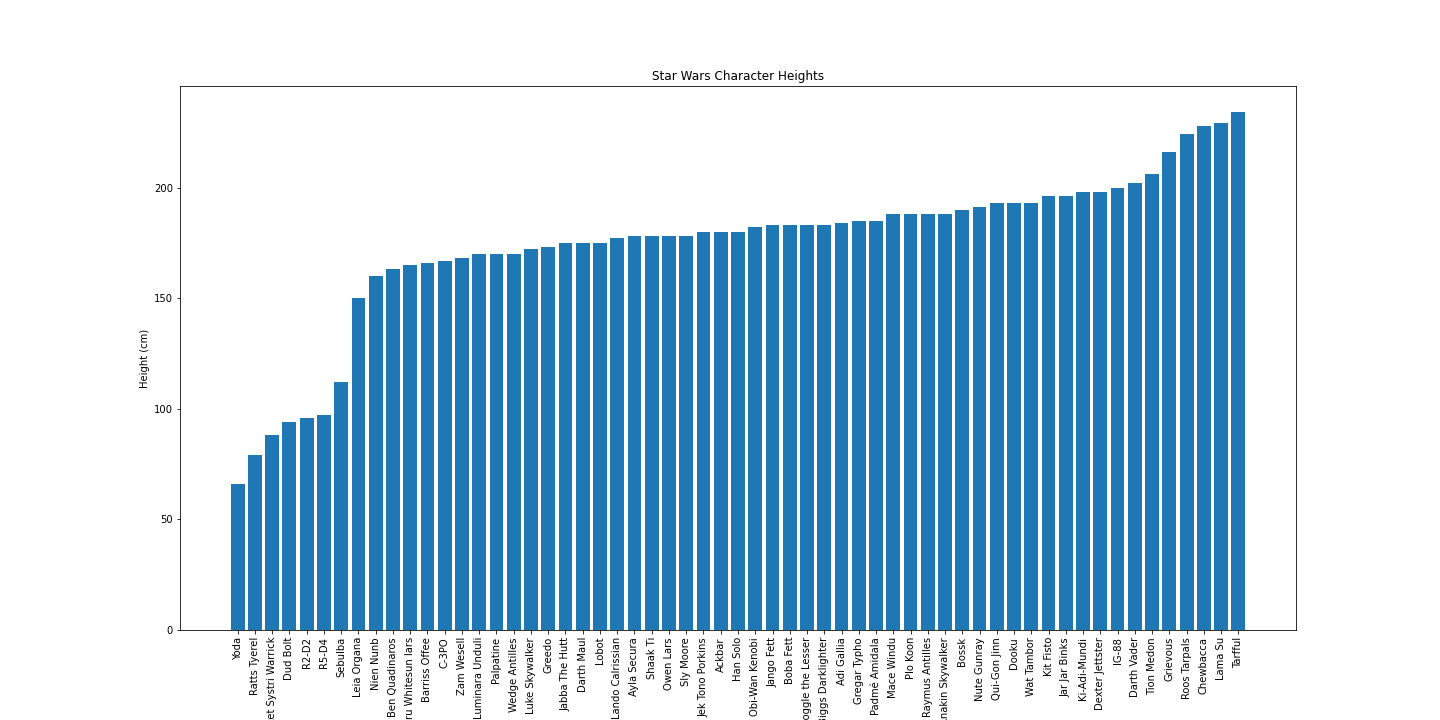 Star Wars Character Heights
Height (cm)
200
150
100
50
0
Yoda
Ratts Tyerel
et Systri Warrick
Dud Bolt
R2-D2
R5-D4
Sebulba
Leia Organa
Nien Nunb
Ben Quadinaros
ru Whitesun lars
Barriss Offee
C-3PO
Zam Wesell
Luminara Unduli
Palpatine
Wedge Antilles
Luke Skywalker
Greedo
Jabba The Hutt
Darth Maul
Lobot
Lando Calrissian
Ayla Secura
Shaak Ti
Owen Lars
Sly Moore
Jek Tono Porkins
Ackbar
Han Solo
Obi-Wan Kenobi
Jango Fett
Boba Fett
oggle the Lesser
Biggs Darklighter
Adi Gallia
Gregar Typho
Padmé Amidala
Mace Windu
Plo Koon
Raymus Antilles
nakin Skywalker
Bossk
Nute Gunray
Qui-Gon Jinn
Dooku
Wat Tambor
Kit Fisto
Jar Jar Binks
Ki-Adi-Mundi
Dexter Jettster
IG-88
Darth Vader
Tion Medon
Grievous
Roos Tarpals
Chewbacca
Lama Su
Tarfful